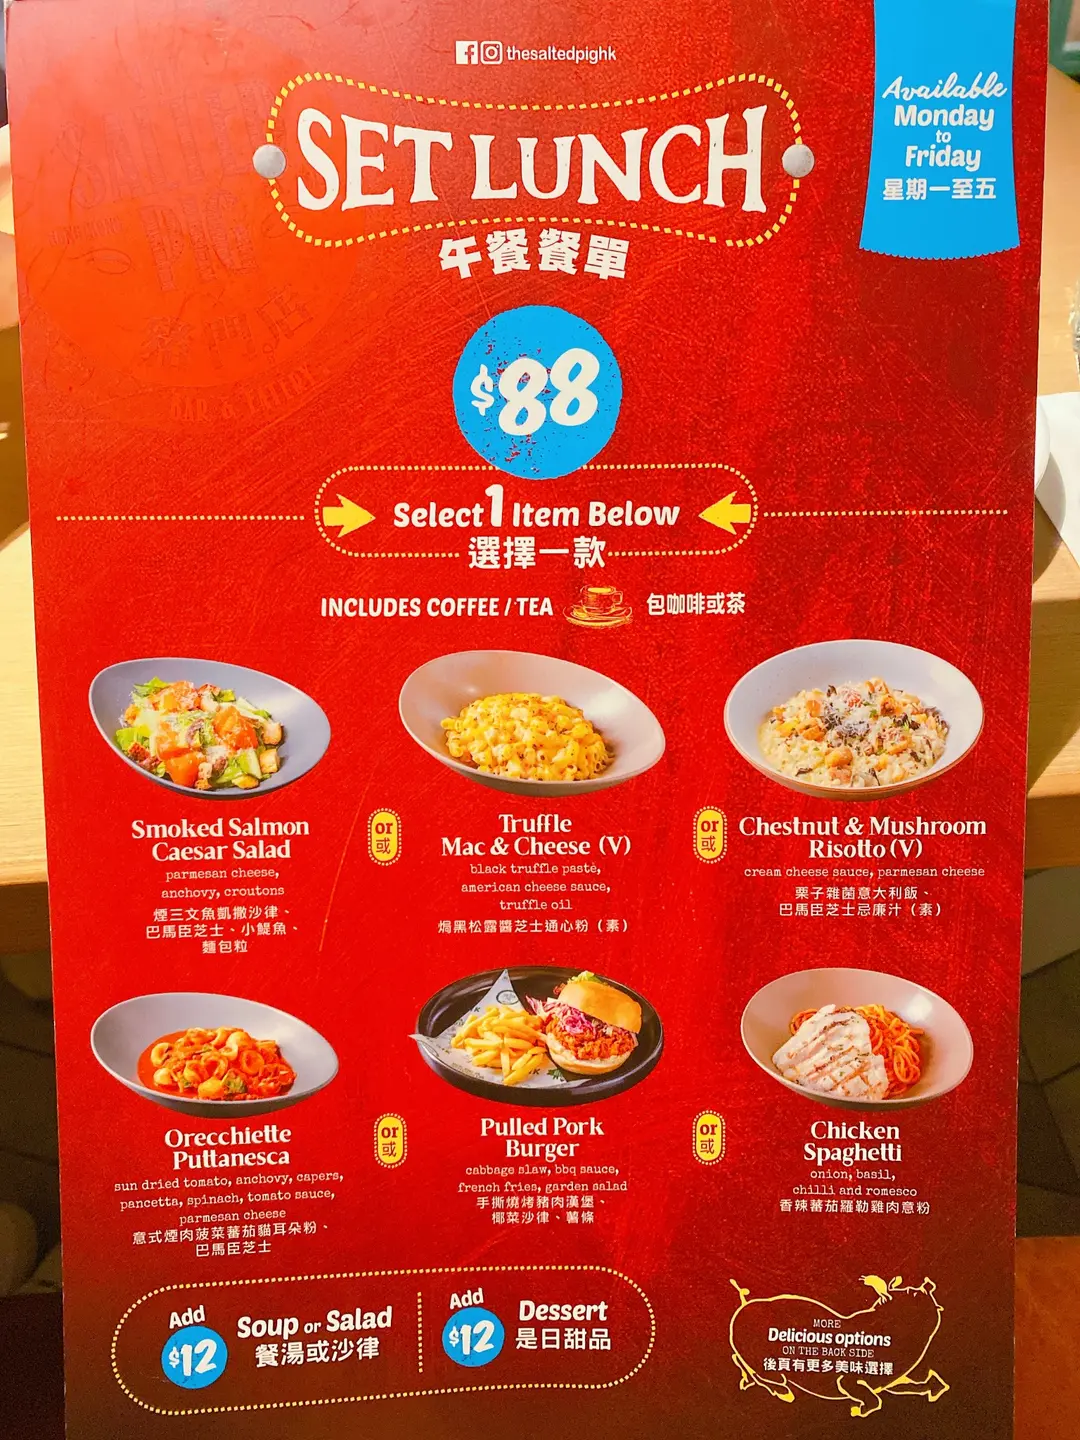 thesaltedpighk
Available
Monday
to
Friday
星期一至五
SET LUNCH
午餐餐單
$88
Select 1 Item Below
選擇一款
INCLUDES COFFEE / TEA 包咖啡或茶
Smoked Salmon
Caesar Salad
parmesan cheese,
anchovy, croutons
煙三文魚凱撒沙律、
巴馬臣芝士、小鯷魚、
麵包粒
or
或
Truffle
Mac & Cheese (V)
black truffle paste,
american cheese sauce,
truffle oil
焗黑松露醬芝士通心粉（素）
or
或
Chestnut & Mushroom
Risotto (V)
cream cheese sauce, parmesan cheese
栗子雜菌意大利飯、
巴馬臣芝士忌廉汁（素）
Orecchiette
Puttanesca
sun dried tomato, anchovy, capers,
pancetta, spinach, tomato sauce,
parmesan cheese
意式煙肉菠菜蕃茄貓耳朵粉、
巴馬臣芝士
or
或
Pulled Pork
Burger
cabbage slaw, bbq sauce,
french fries, garden salad
手撕燒烤豬肉漢堡、
椰菜沙律、薯條
or
或
Chicken
Spaghetti
onion, basil,
chilli and romesco
香辣蕃茄羅勒雞肉意粉
Add
$12
Soup or Salad
餐湯或沙律
Add
$12
Dessert
是日甜品
MORE
Delicious options
ON THE BACK SIDE
後頁有更多美味選擇